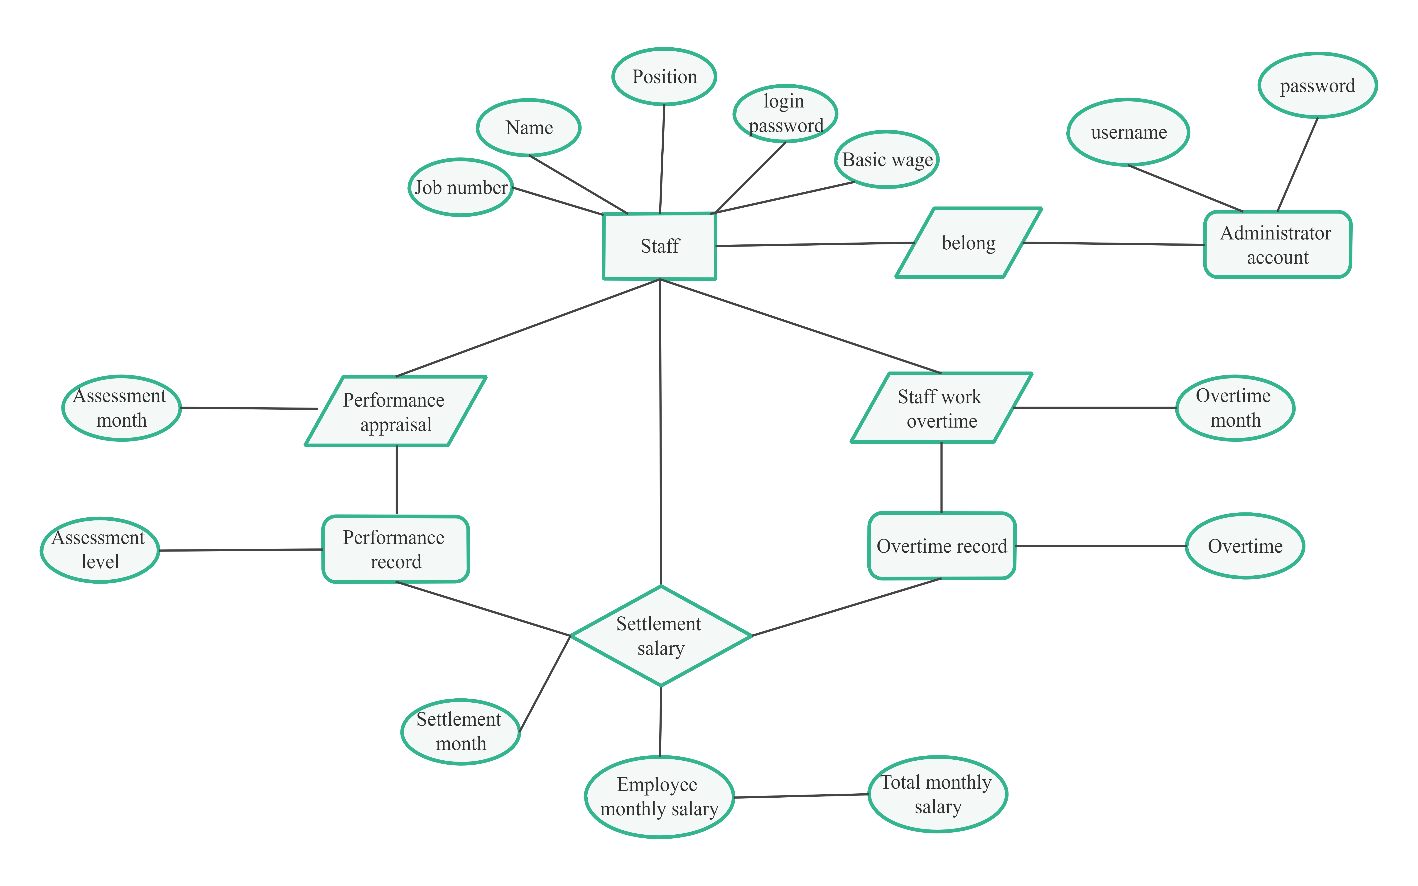 Position
password
login
password
Name
username
Basic wage
Job number
Staff
belong
Administrator
account
Assessment
month
Performance
appraisal
Staff work
overtime
Overtime
month
Assessment
level
Performance
record
Overtime record
Overtime
Settlement
salary
Settlement
month
Employee
monthly salary
Total monthly
salary